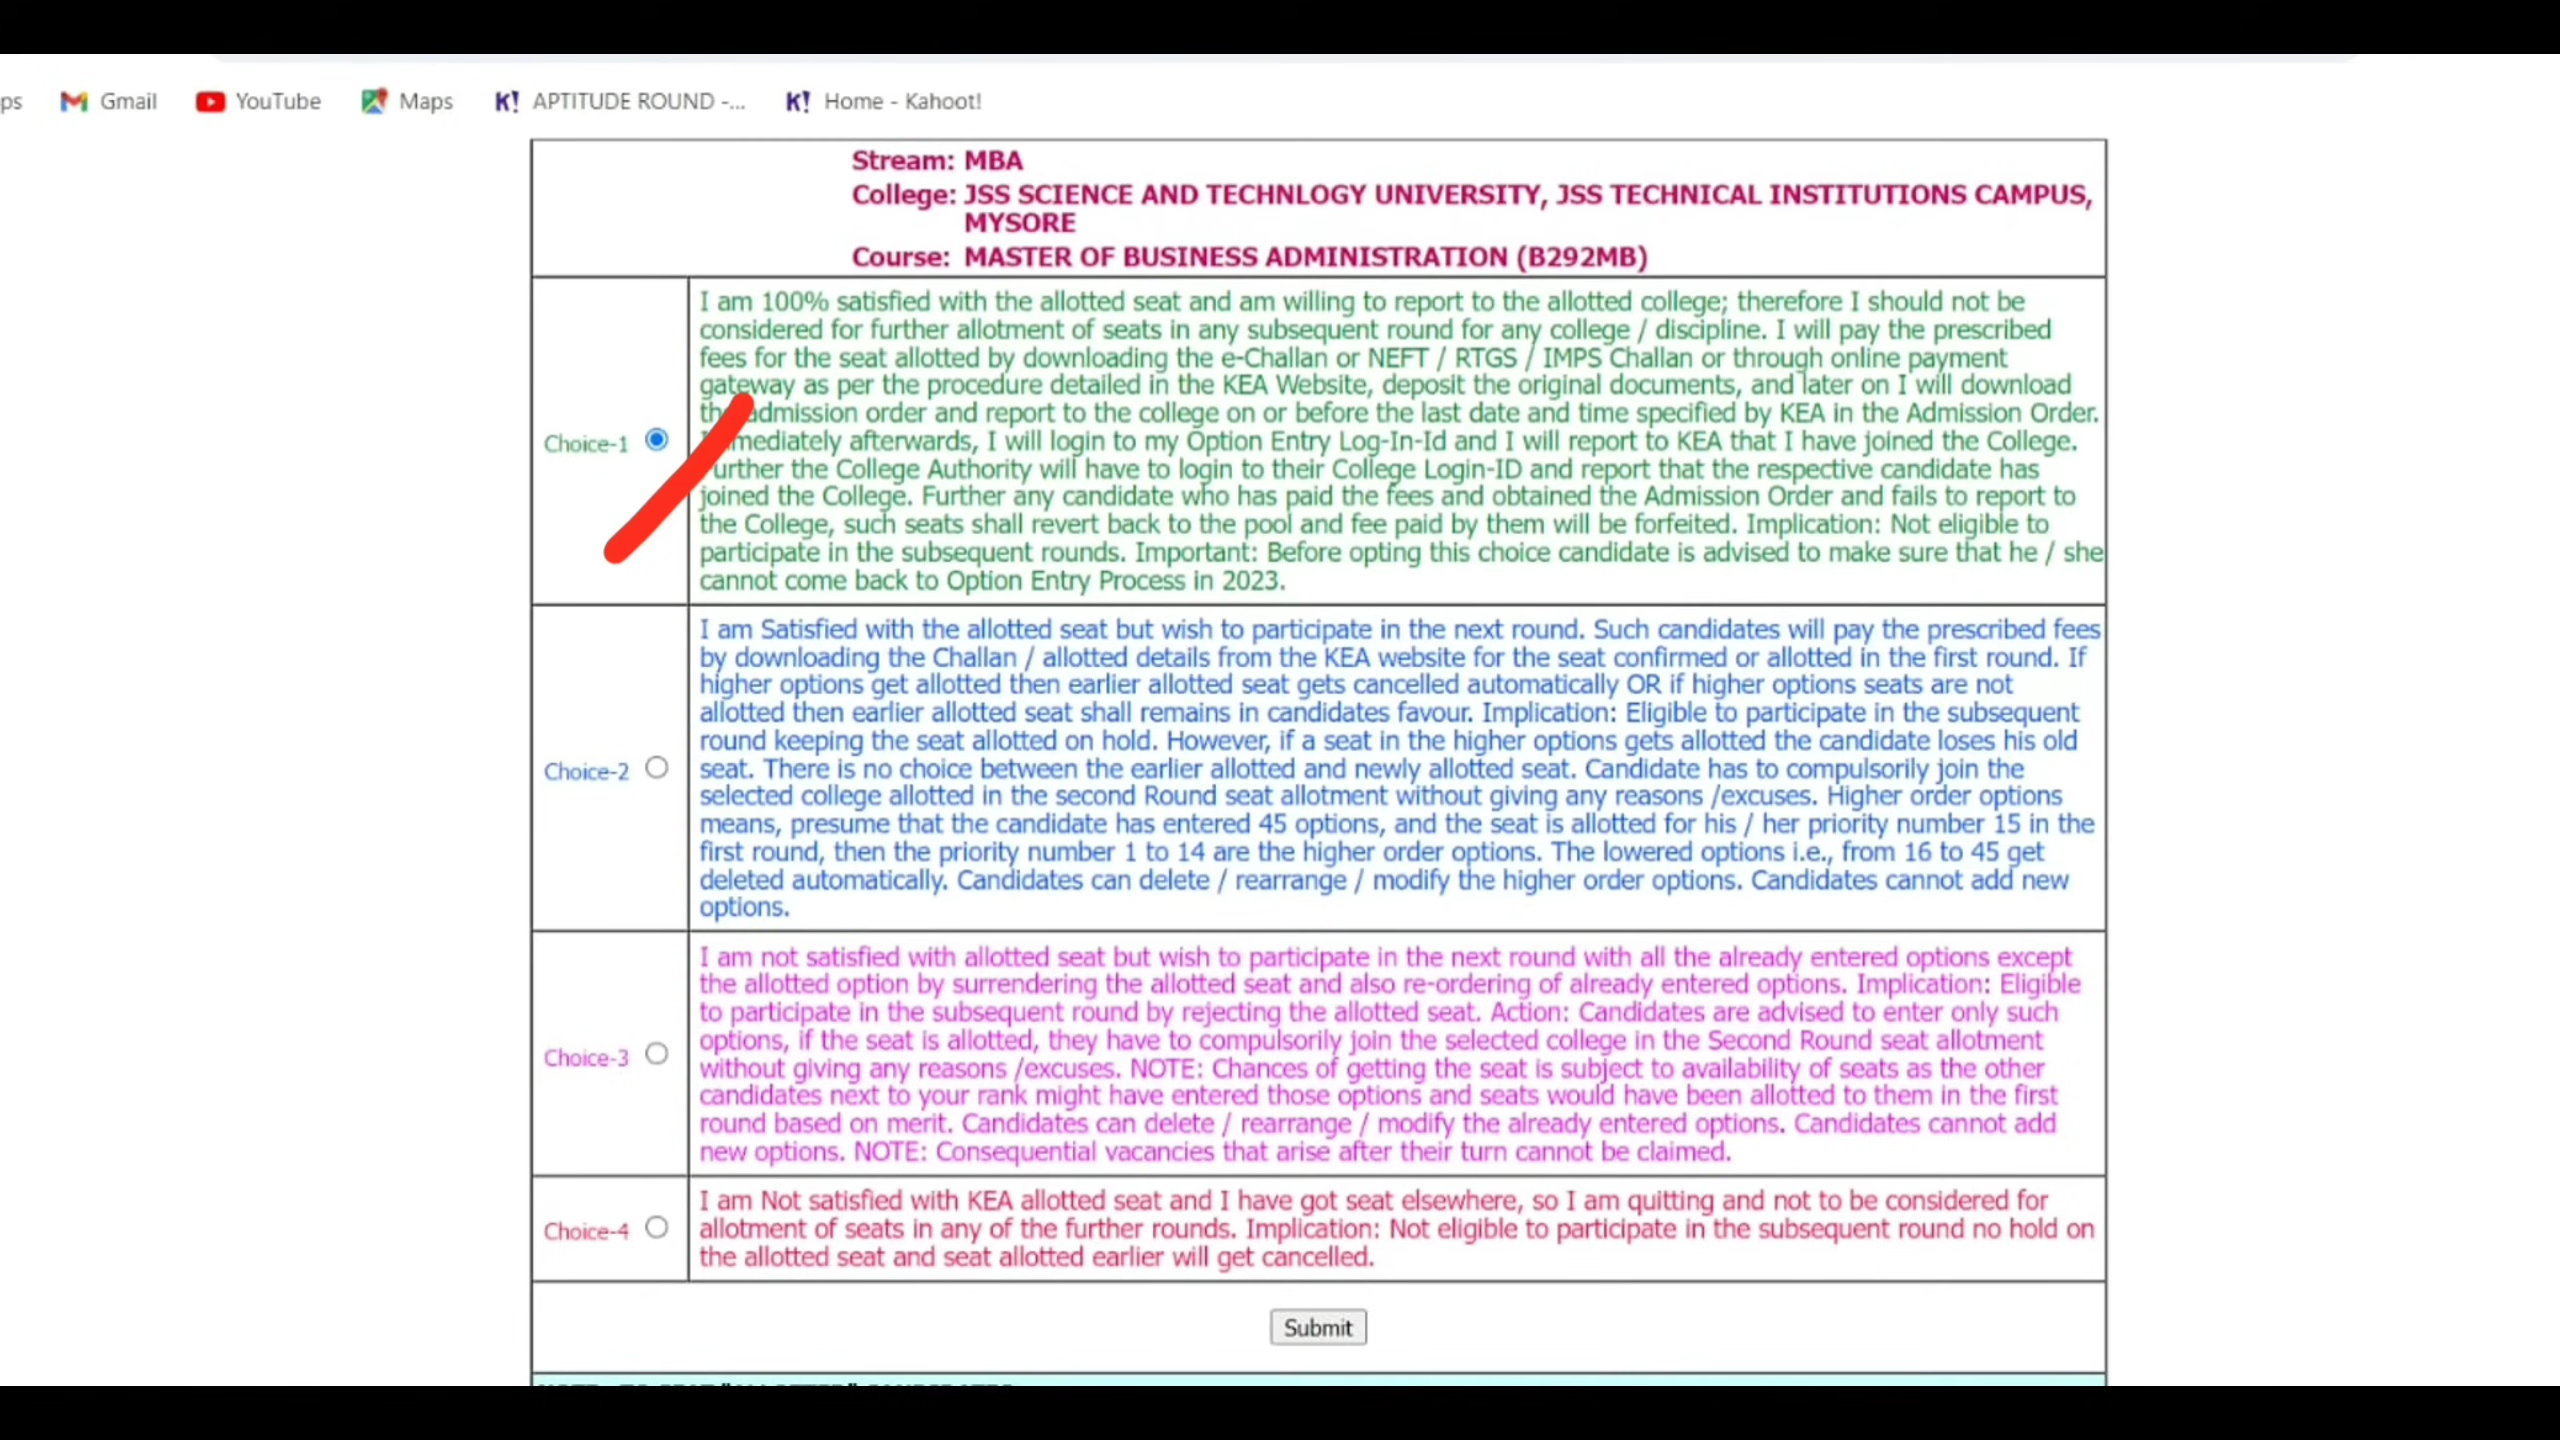 ps Gmail YouTube Maps K! APTITUDE ROUND -... K! Home - Kahoot!
Stream: MBA
College: JSS SCIENCE AND TECHNLOGY UNIVERSITY, JSS TECHNICAL INSTITUTIONS CAMPUS,
MYSORE
Course: MASTER OF BUSINESS ADMINISTRATION (B292MB)
Choice-1
I am 100% satisfied with the allotted seat and am willing to report to the allotted college; therefore I should not be
considered for further allotment of seats in any subsequent round for any college / discipline. I will pay the prescribed
fees for the seat allotted by downloading the e-Challan or NEFT / RTGS / IMPS Challan or through online payment
gateway as per the procedure detailed in the KEA Website, deposit the original documents, and later on I will download
the admission order and report to the college on or before the last date and time specified by KEA in the Admission Order.
Immediately afterwards, I will login to my Option Entry Log-In-Id and I will report to KEA that I have joined the College.
Further the College Authority will have to login to their College Login-ID and report that the respective candidate has
joined the College. Further any candidate who has paid the fees and obtained the Admission Order and fails to report to
the College, such seats shall revert back to the pool and fee paid by them will be forfeited. Implication: Not eligible to
participate in the subsequent rounds. Important: Before opting this choice candidate is advised to make sure that he / she
cannot come back to Option Entry Process in 2023.
Choice-2
I am Satisfied with the allotted seat but wish to participate in the next round. Such candidates will pay the prescribed fees
by downloading the Challan / allotted details from the KEA website for the seat confirmed or allotted in the first round. If
higher options get allotted then earlier allotted seat gets cancelled automatically OR if higher options seats are not
allotted then earlier allotted seat shall remains in candidates favour. Implication: Eligible to participate in the subsequent
round keeping the seat allotted on hold. However, if a seat in the higher options gets allotted the candidate loses his old
seat. There is no choice between the earlier allotted and newly allotted seat. Candidate has to compulsorily join the
selected college allotted in the second Round seat allotment without giving any reasons /excuses. Higher order options
means, presume that the candidate has entered 45 options, and the seat is allotted for his / her priority number 15 in the
first round, then the priority number 1 to 14 are the higher order options. The lowered options i.e., from 16 to 45 get
deleted automatically. Candidates can delete / rearrange / modify the higher order options. Candidates cannot add new
options.
Choice-3
I am not satisfied with allotted seat but wish to participate in the next round with all the already entered options except
the allotted option by surrendering the allotted seat and also re-ordering of already entered options. Implication: Eligible
to participate in the subsequent round by rejecting the allotted seat. Action: Candidates are advised to enter only such
options, if the seat is allotted, they have to compulsorily join the selected college in the Second Round seat allotment
without giving any reasons /excuses. NOTE: Chances of getting the seat is subject to availability of seats as the other
candidates next to your rank might have entered those options and seats would have been allotted to them in the first
round based on merit. Candidates can delete / rearrange / modify the already entered options. Candidates cannot add
new options. NOTE: Consequential vacancies that arise after their turn cannot be claimed.
Choice-4
I am Not satisfied with KEA allotted seat and I have got seat elsewhere, so I am quitting and not to be considered for
allotment of seats in any of the further rounds. Implication: Not eligible to participate in the subsequent round no hold on
the allotted seat and seat allotted earlier will get cancelled.
Submit